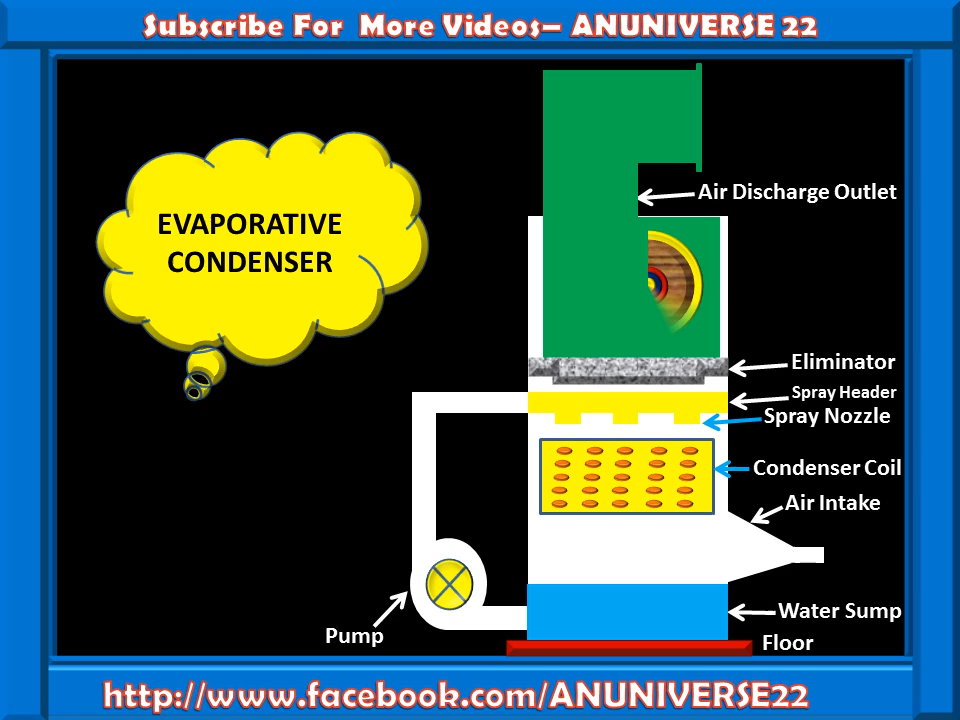 Subscribe For More Videos– ANUNIVERSE 22
EVAPORATIVE
CONDENSER
Air Discharge Outlet
Eliminator
Spray Header
Spray Nozzle
Condenser Coil
Air Intake
Water Sump
Pump
Floor
http://www.facebook.com/ANUNIVERSE22